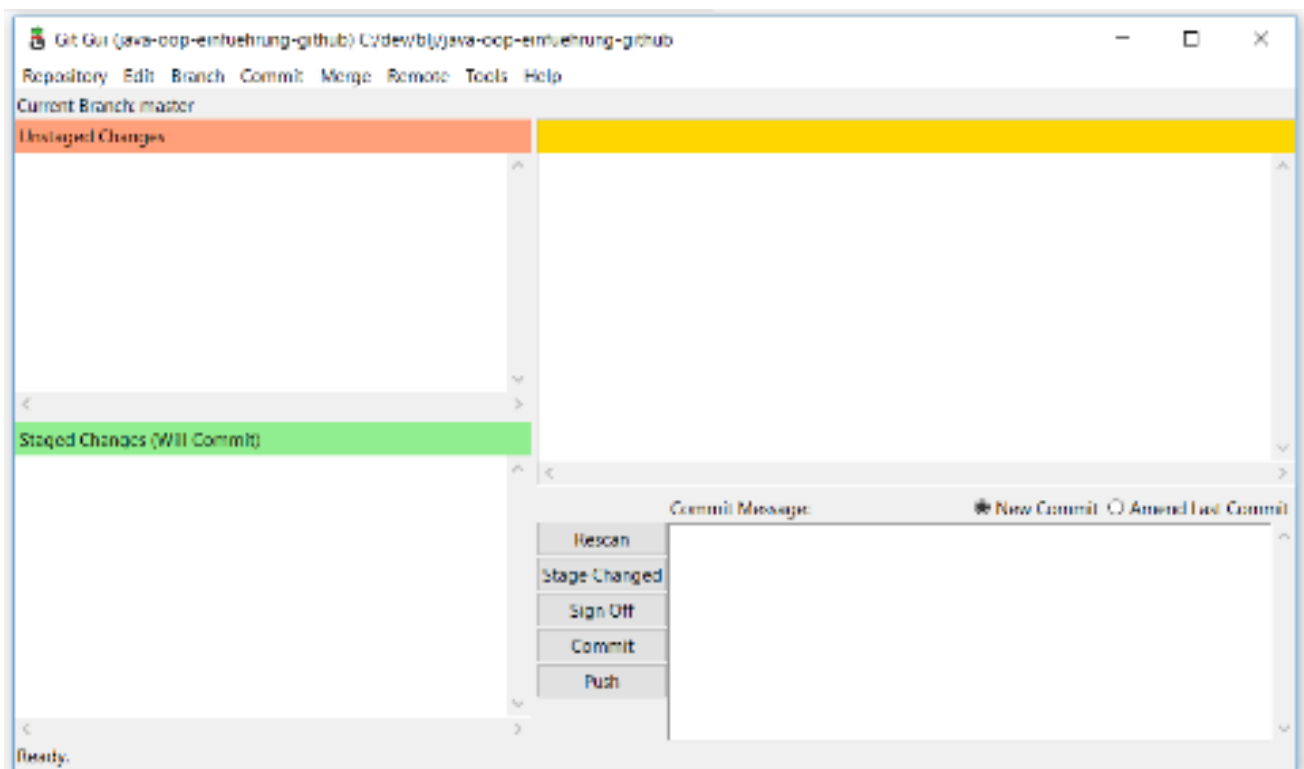 Git Gui (java-oop-einfuehrung-github) C:/dev/blj/java-oop-einfuehrung-github
Repository Edit Branch Commit Merge Remote Tools Help
Current Branch: master
Unstaged Changes
Staged Changes (Will Commit)
Commit Message:
New Commit
Amend Last Commit
Rescan
Stage Changed
Sign Off
Commit
Push
Ready.